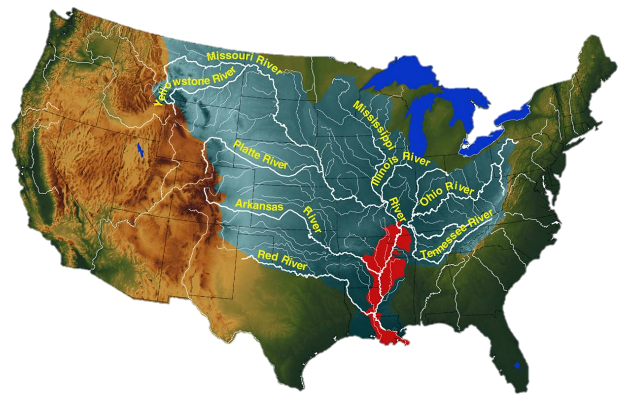 Missouri River
Yellowstone River
Mississippi
River
Illinois River
Platte River
Ohio River
Arkansas
River
Tennessee River
Red River